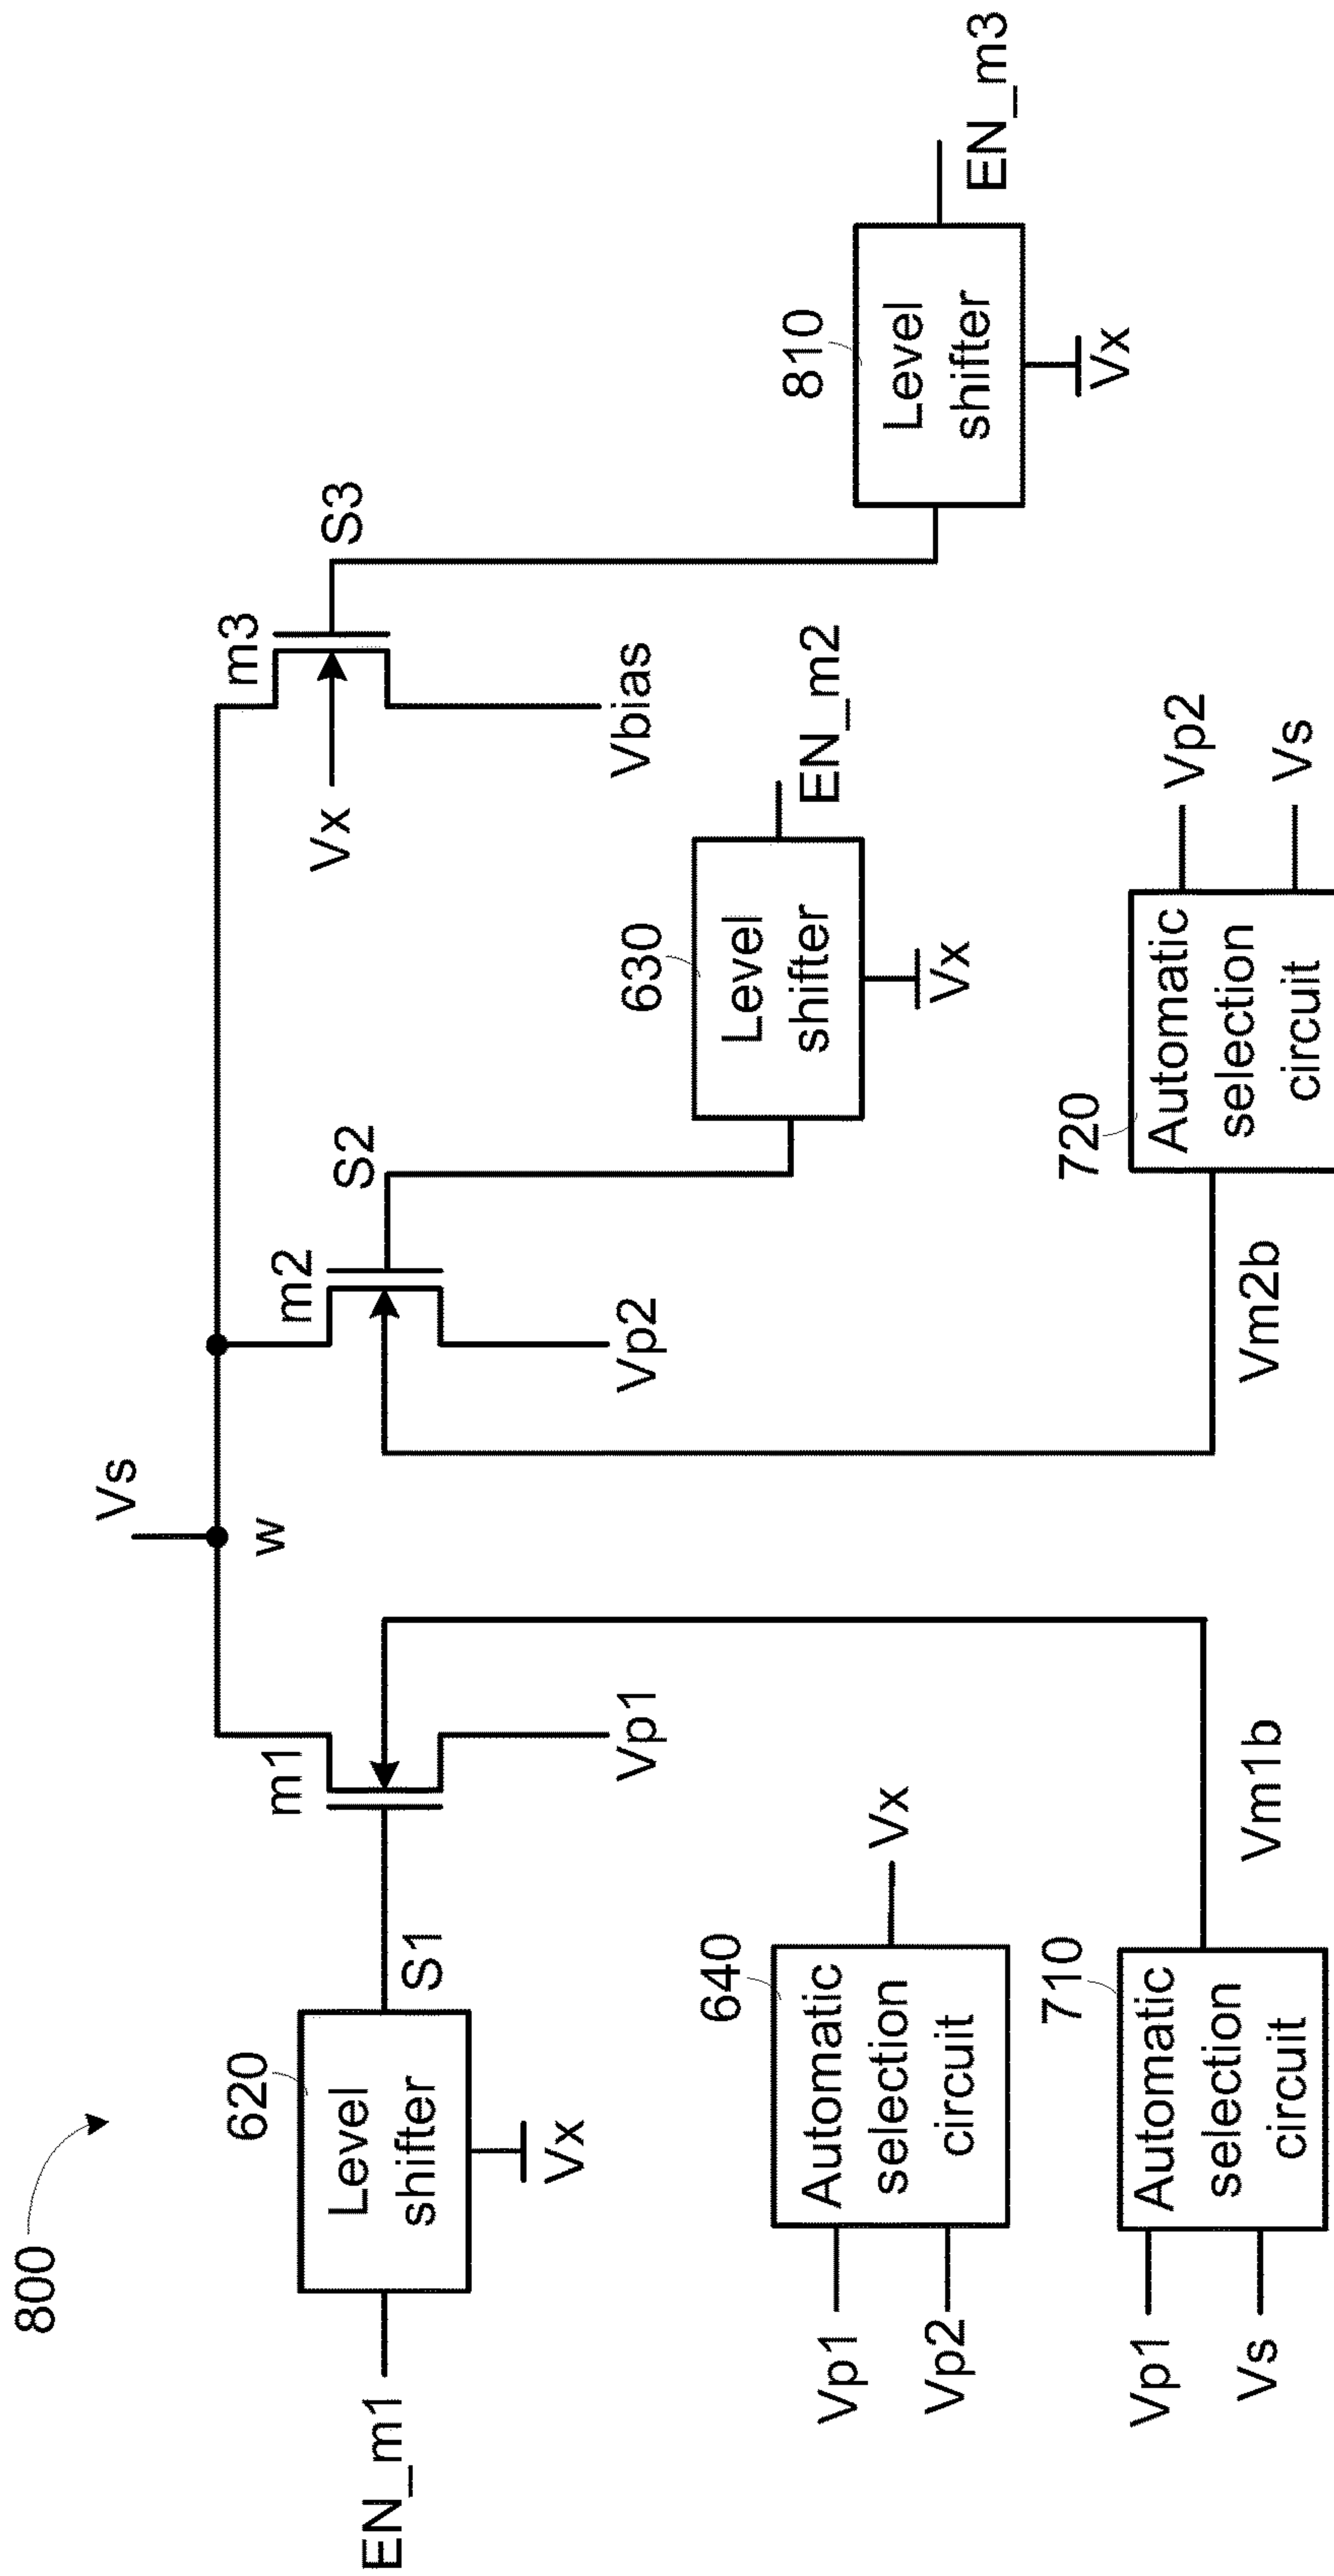 800
Vs
w
EN_m1
620
Level
shifter
Vx
S1
m1
Vp1
m2
S2
Vp2
m3
S3
Vx
Vbias
630
Level
shifter
Vx
EN_m2
810
Level
shifter
Vx
EN_m3
640
Automatic
selection
circuit
Vp1
Vp2
Vx
710
Automatic
selection
circuit
Vp1
Vs
Vm1b
720
Automatic
selection
circuit
Vm2b
Vp2
Vs